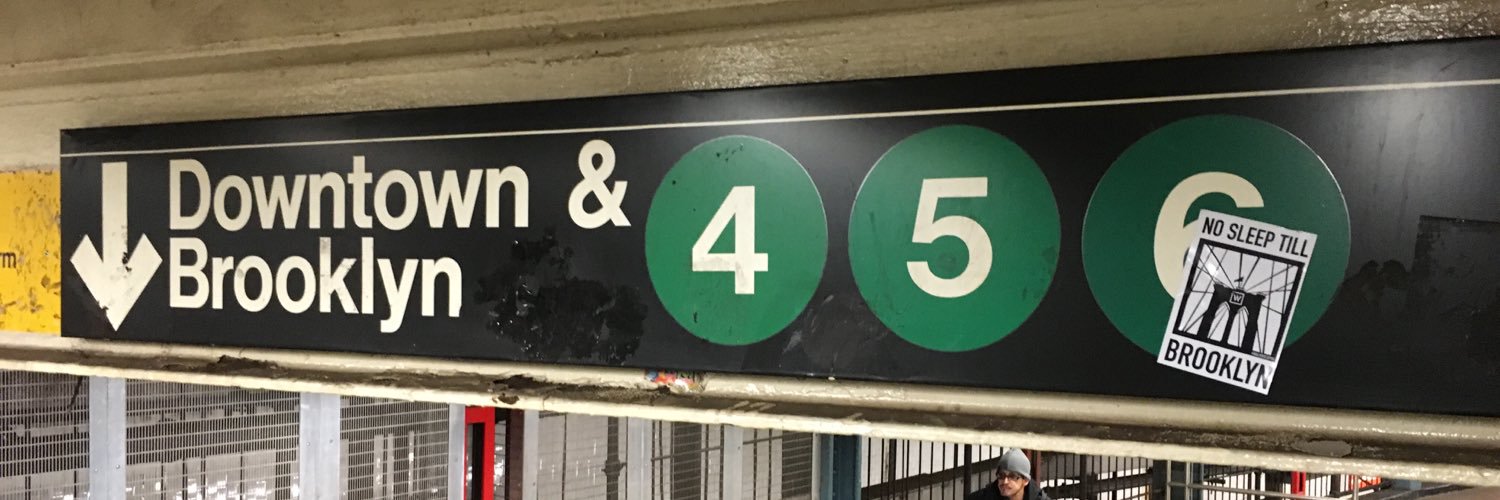 Downtown & 4 5 6
Brooklyn
NO SLEEP TILL
W
BROOKLYN